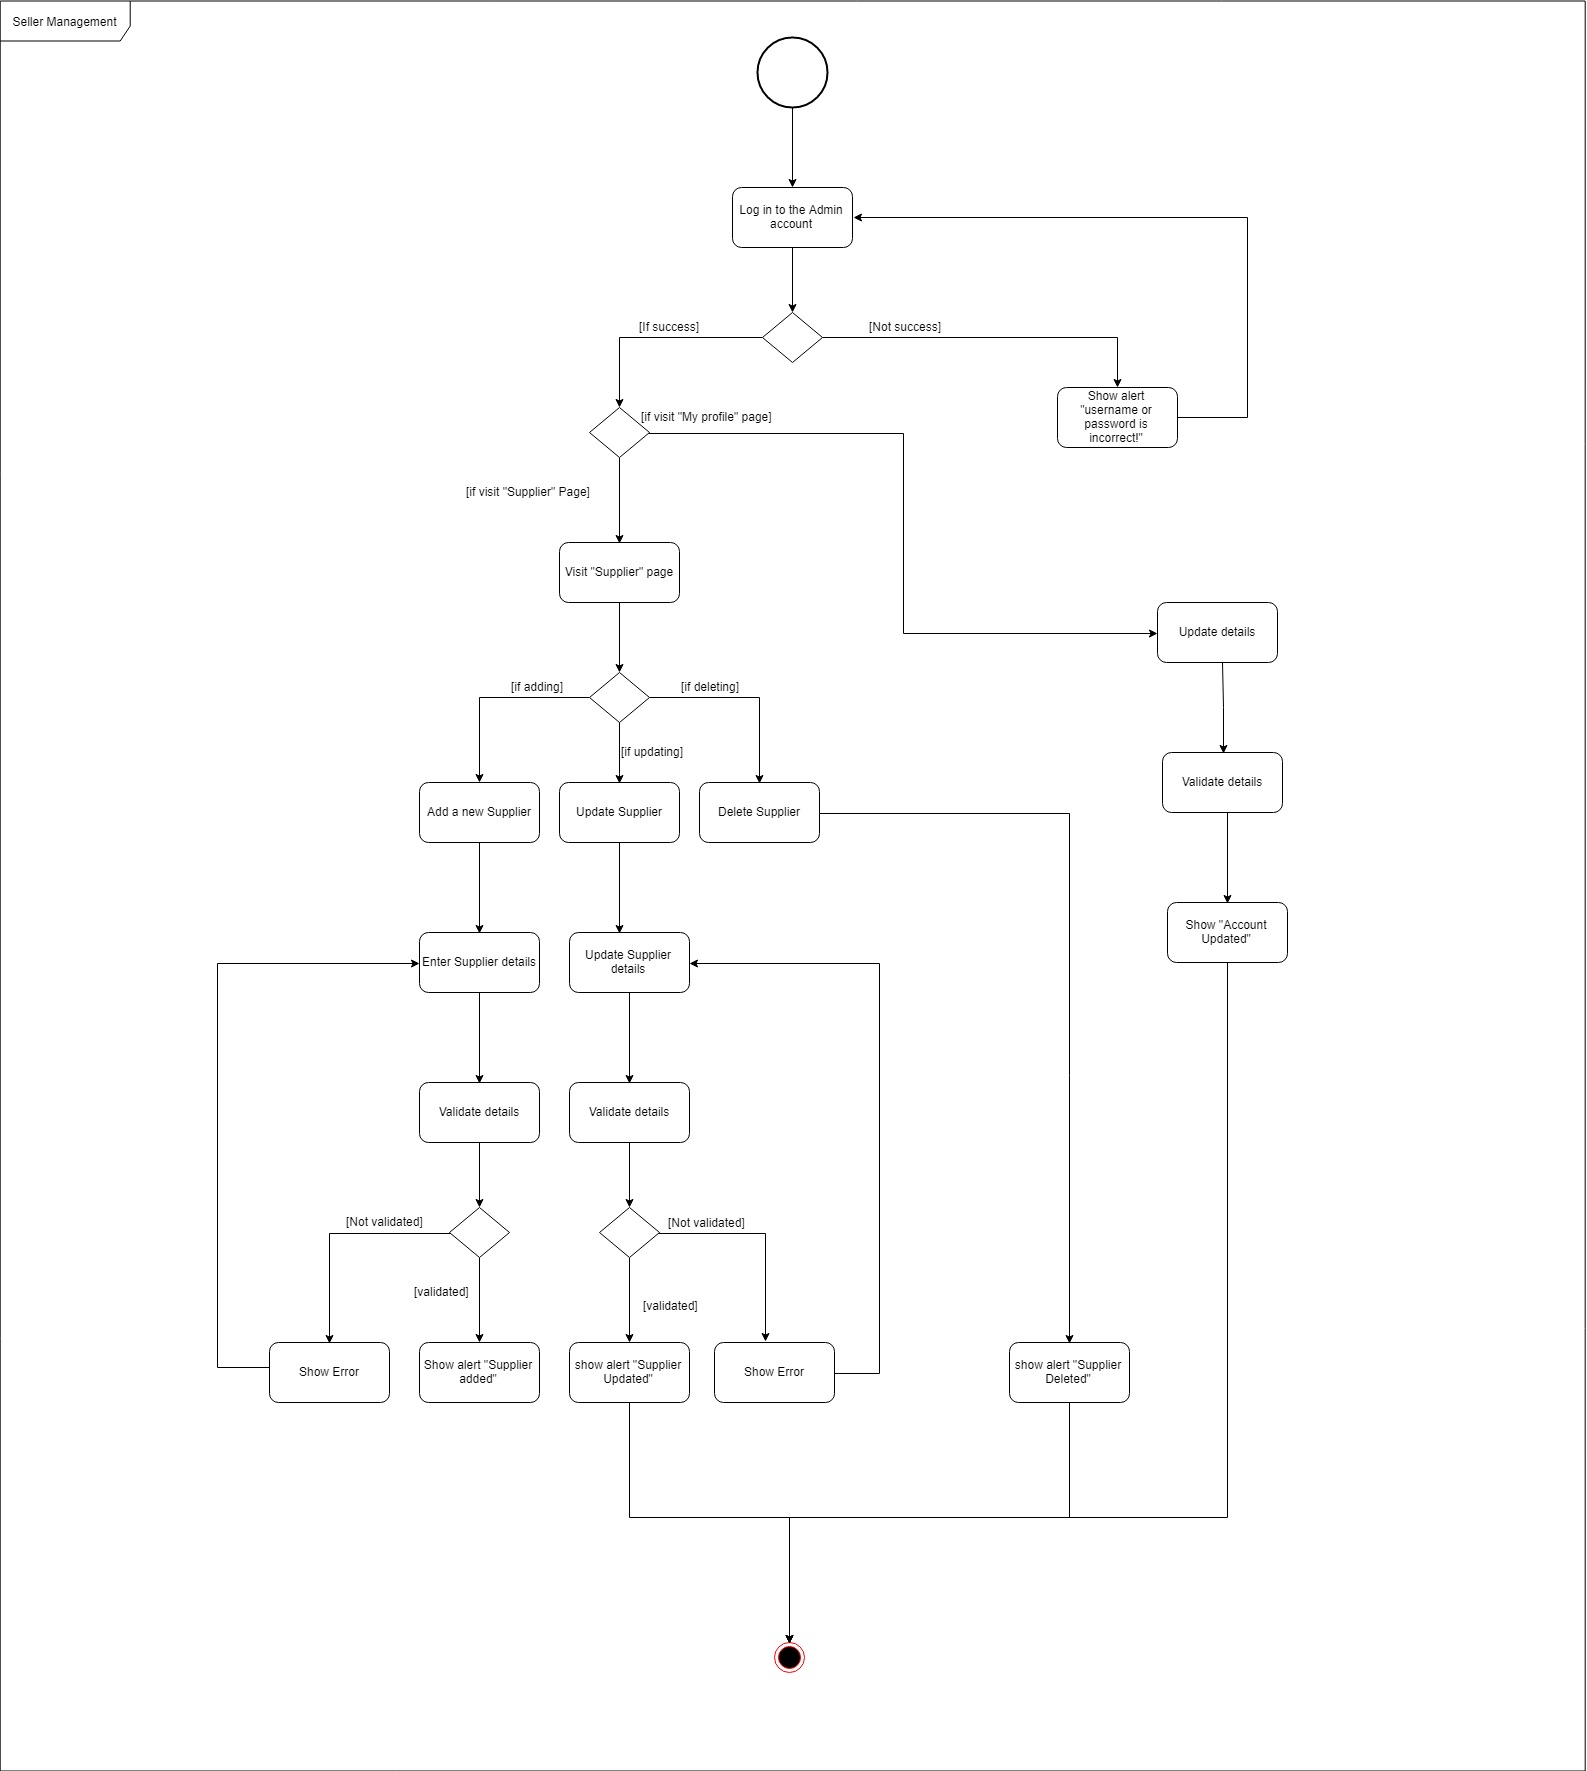 Seller Management
Log in to the Admin
account
[If success]
[Not success]
Show alert
"username or
password is
incorrect!"
[if visit "My profile" page]
[if visit "Supplier" Page]
Visit "Supplier" page
Update details
[if adding]
[if deleting]
[if updating]
Validate details
Add a new Supplier
Update Supplier
Delete Supplier
Show "Account
Updated"
Enter Supplier details
Update Supplier
details
Validate details
Validate details
[Not validated]
[Not validated]
[validated]
[validated]
Show Error
Show alert "Supplier
added"
show alert "Supplier
Updated"
Show Error
show alert "Supplier
Deleted"